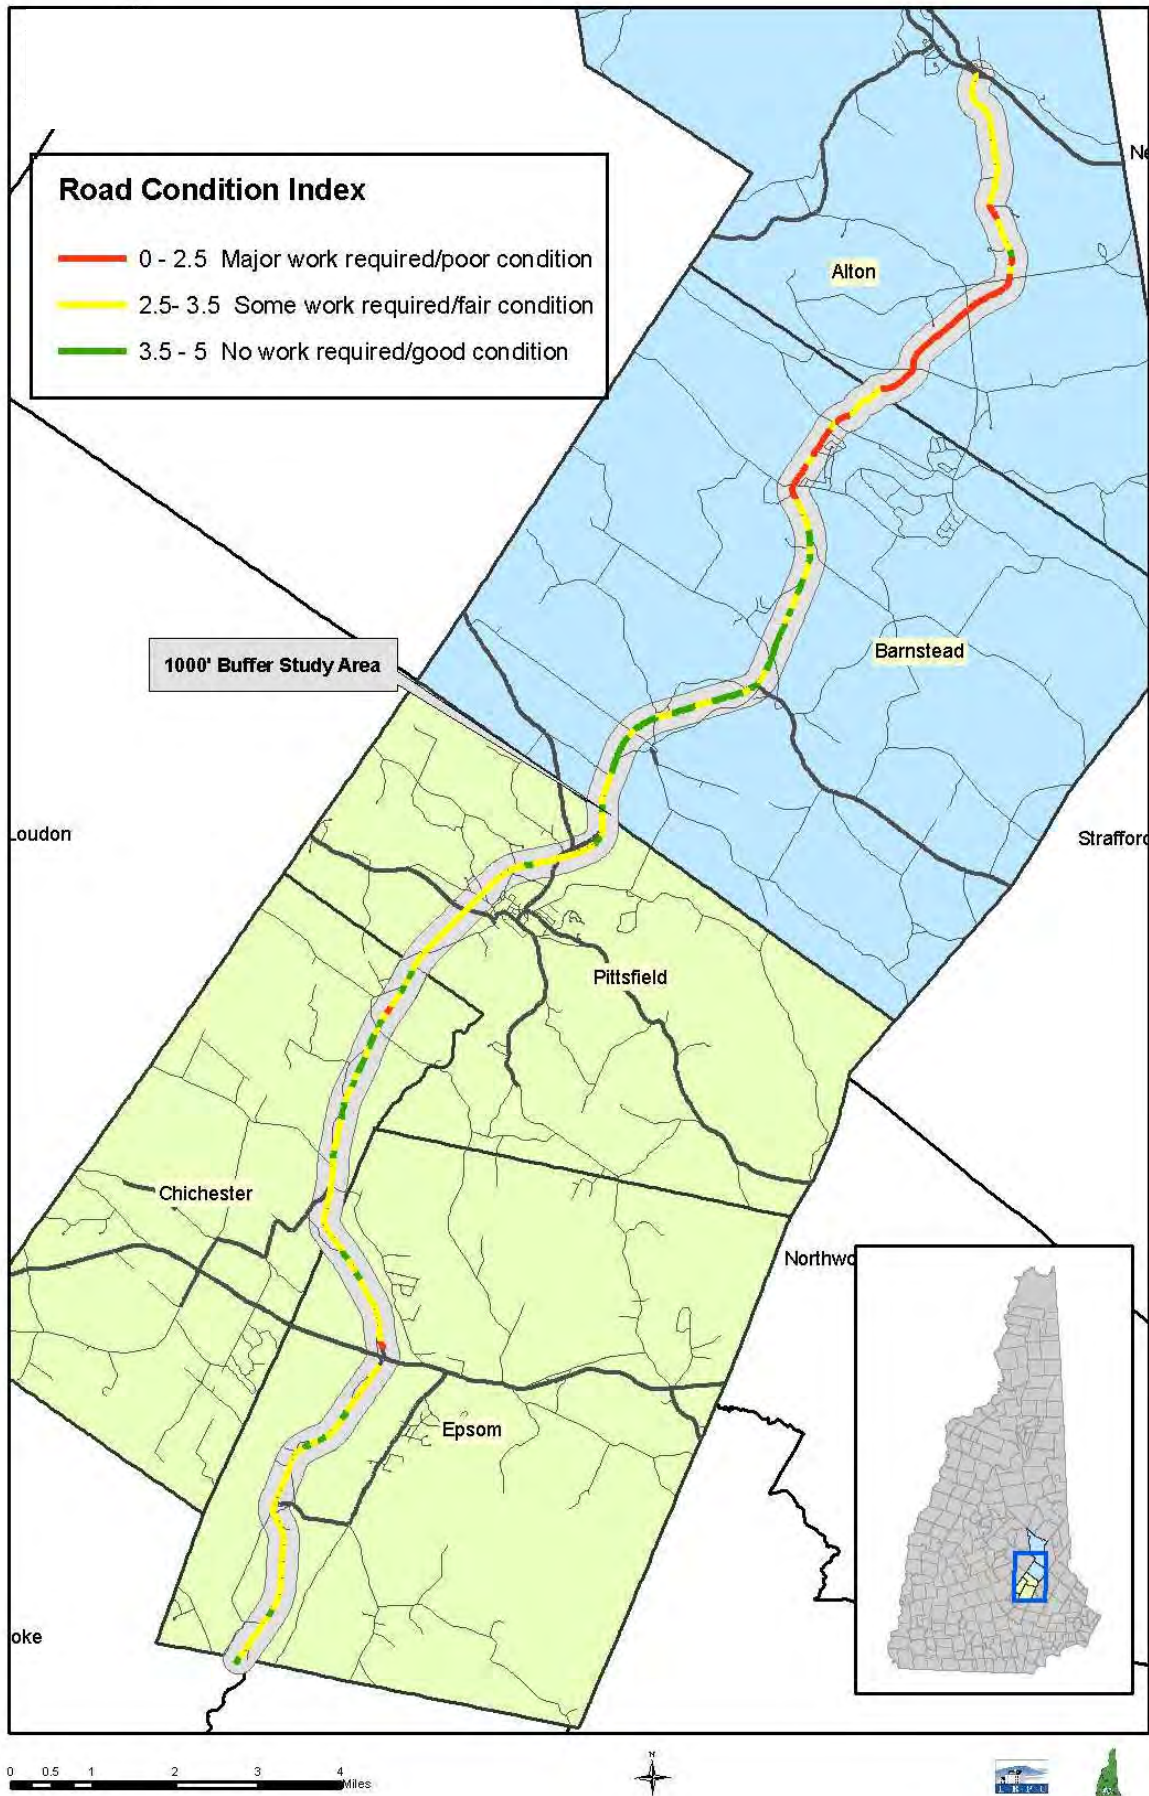 Ne
Road Condition Index
0 - 2.5 Major work required/poor condition
2.5- 3.5 Some work required/fair condition
3.5 - 5 No work required/good condition
Alton
Barnstead
1000' Buffer Study Area
Loudon
Strafford
Pittsfield
Chichester
Northwo
Epsom
oke
0 0.5 1 2 3 4
Miles
N
L R P C